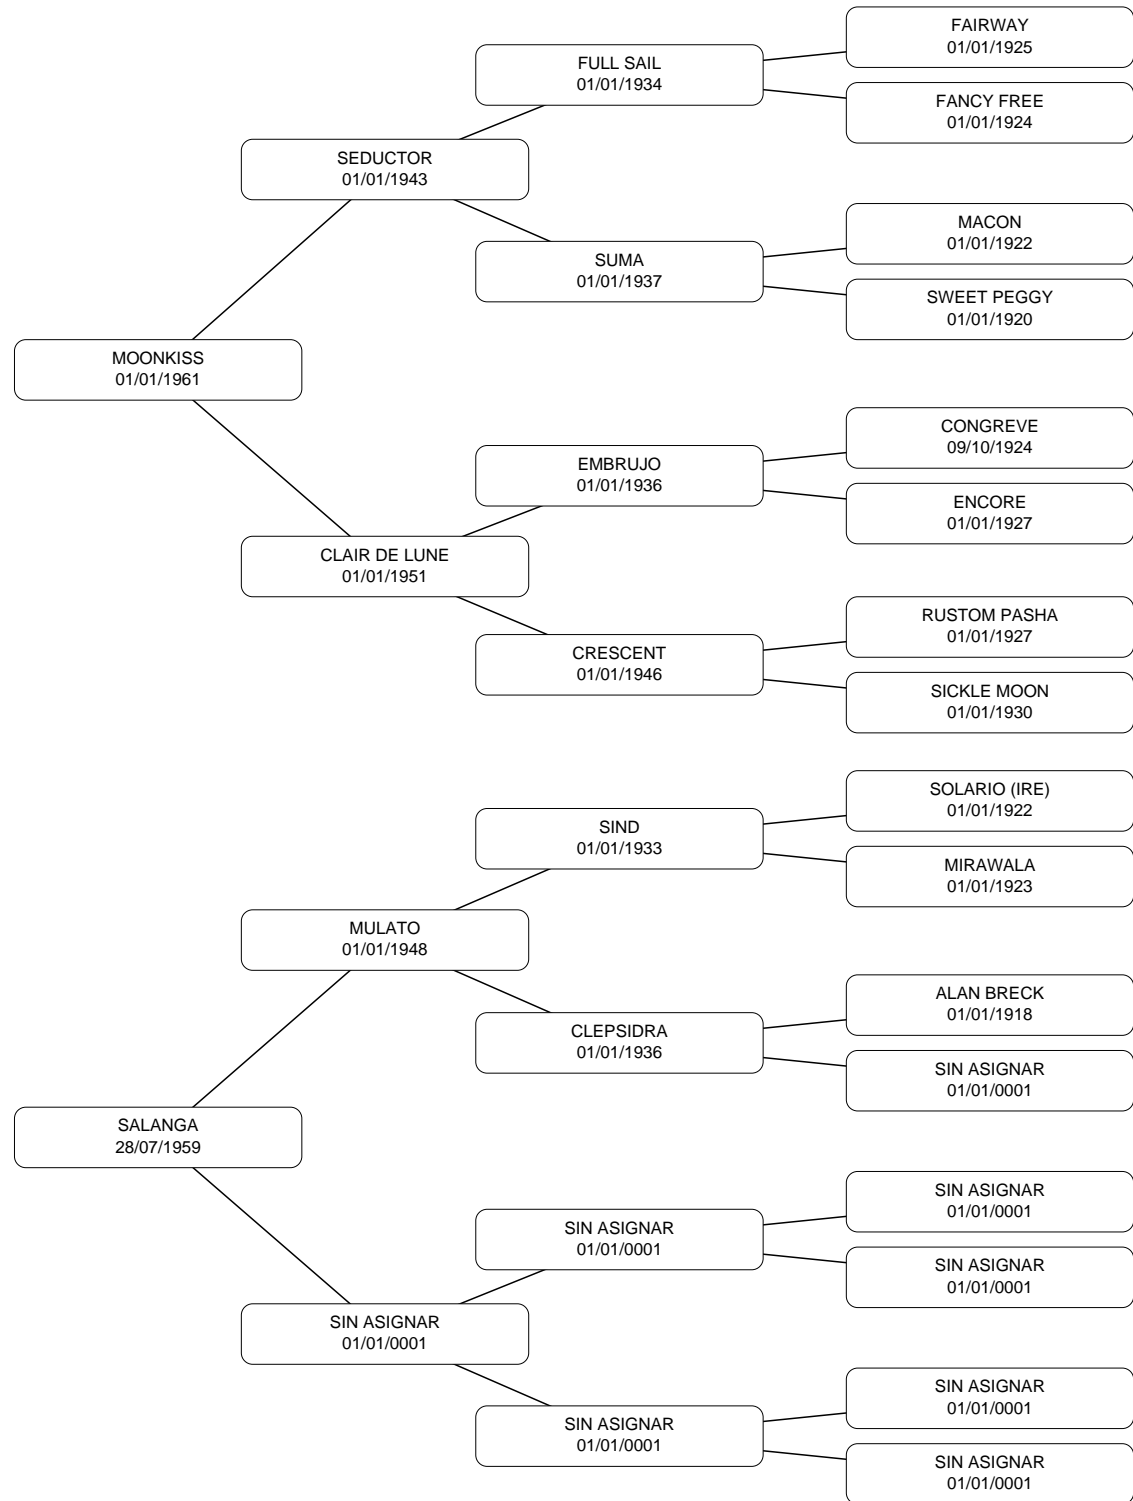 FAIRWAY
01/01/1925
FULL SAIL
01/01/1934
FANCY FREE
01/01/1924
SEDUCTOR
01/01/1943
MACON
01/01/1922
SUMA
01/01/1937
SWEET PEGGY
01/01/1920
MOONKISS
01/01/1961
CONGREVE
09/10/1924
EMBRUJO
01/01/1936
ENCORE
01/01/1927
CLAIR DE LUNE
01/01/1951
RUSTOM PASHA
01/01/1927
CRESCENT
01/01/1946
SICKLE MOON
01/01/1930
SOLARIO (IRE)
01/01/1922
SIND
01/01/1933
MIRAWALA
01/01/1923
MULATO
01/01/1948
ALAN BRECK
01/01/1918
CLEPSIDRA
01/01/1936
SIN ASIGNAR
01/01/0001
SALANGA
28/07/1959
SIN ASIGNAR
01/01/0001
SIN ASIGNAR
01/01/0001
SIN ASIGNAR
01/01/0001
SIN ASIGNAR
01/01/0001
SIN ASIGNAR
01/01/0001
SIN ASIGNAR
01/01/0001
SIN ASIGNAR
01/01/0001